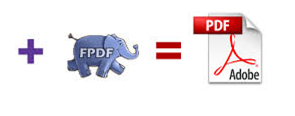 +
FPDF
=
PDF
Adobe